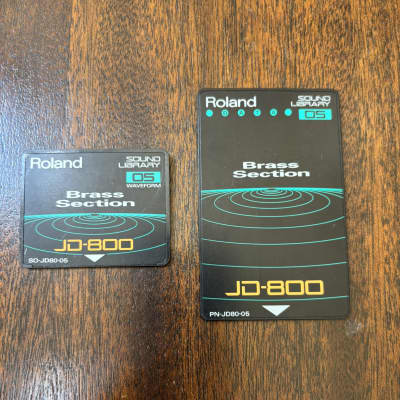 Roland
SOUND
LIBRARY
05
WAVEFORM
Brass
Section
JD-800
SO-JD80-05
Roland
SOUND
LIBRARY
DATA
05
Brass
Section
JD-800
PN-JD80-05